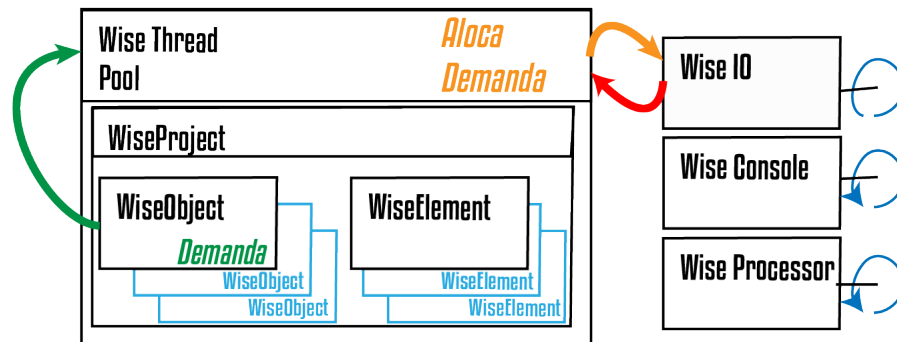 Wise Thread
Pool
Aloca
Demanda
WiseProject
WiseObject
Demanda
WiseObject
WiseObject
WiseElement
WiseElement
WiseElement
Wise IO
Wise Console
Wise Processor